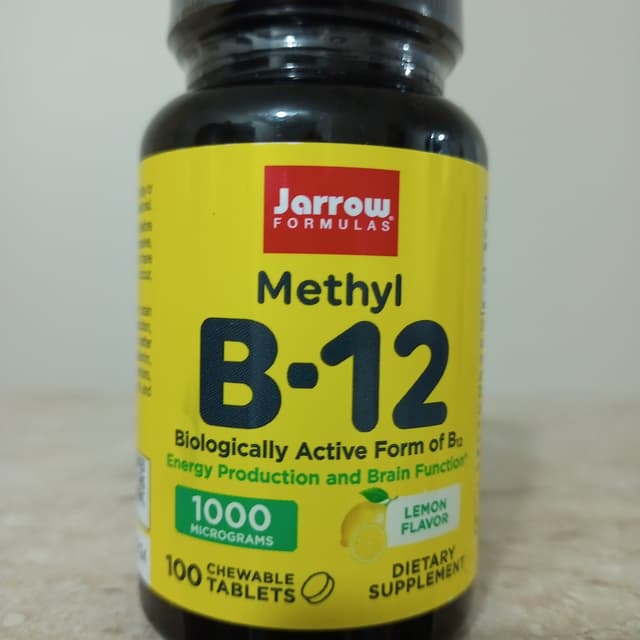 Jarrow
FORMULAS®
Methyl
B-12
Biologically Active Form of B12
Energy Production and Brain Function*
1000
MICROGRAMS
LEMON
FLAVOR
100 CHEWABLE
TABLETS
DIETARY
SUPPLEMENT